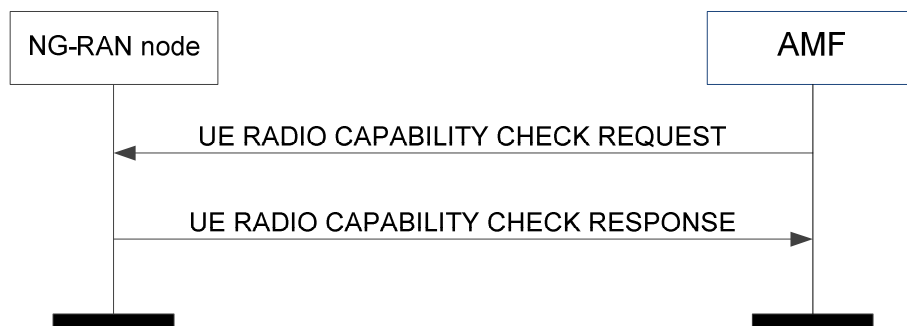 NG-RAN node
AMF
UE RADIO CAPABILITY CHECK REQUEST
UE RADIO CAPABILITY CHECK RESPONSE